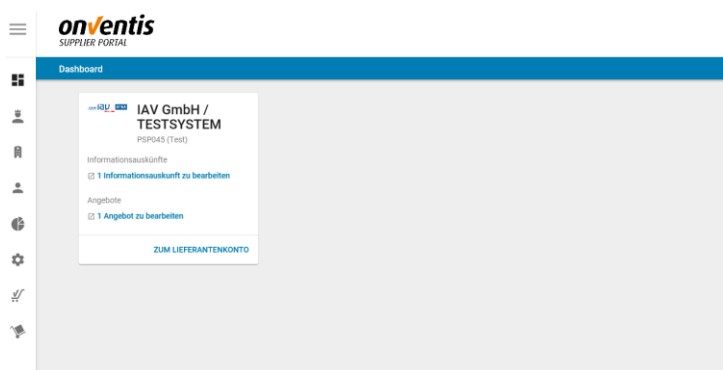 onventis
SUPPLIER PORTAL
Dashboard
IAV GmbH /
TESTSYSTEM
PSP045 (Test)
Informationsauskünfte
1 Informationsauskunft zu bearbeiten
Angebote
1 Angebot zu bearbeiten
ZUM LIEFERANTENKONTO